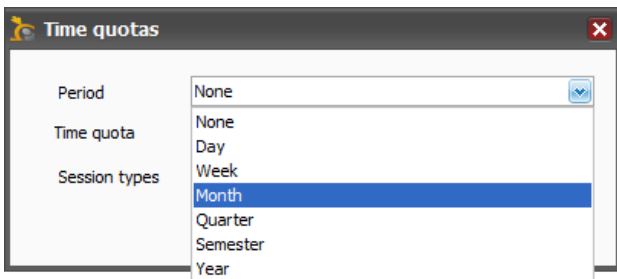 Time quotas
Period None
None
Time quota
Day
Week
Session types
Month
Quarter
Semester
Year